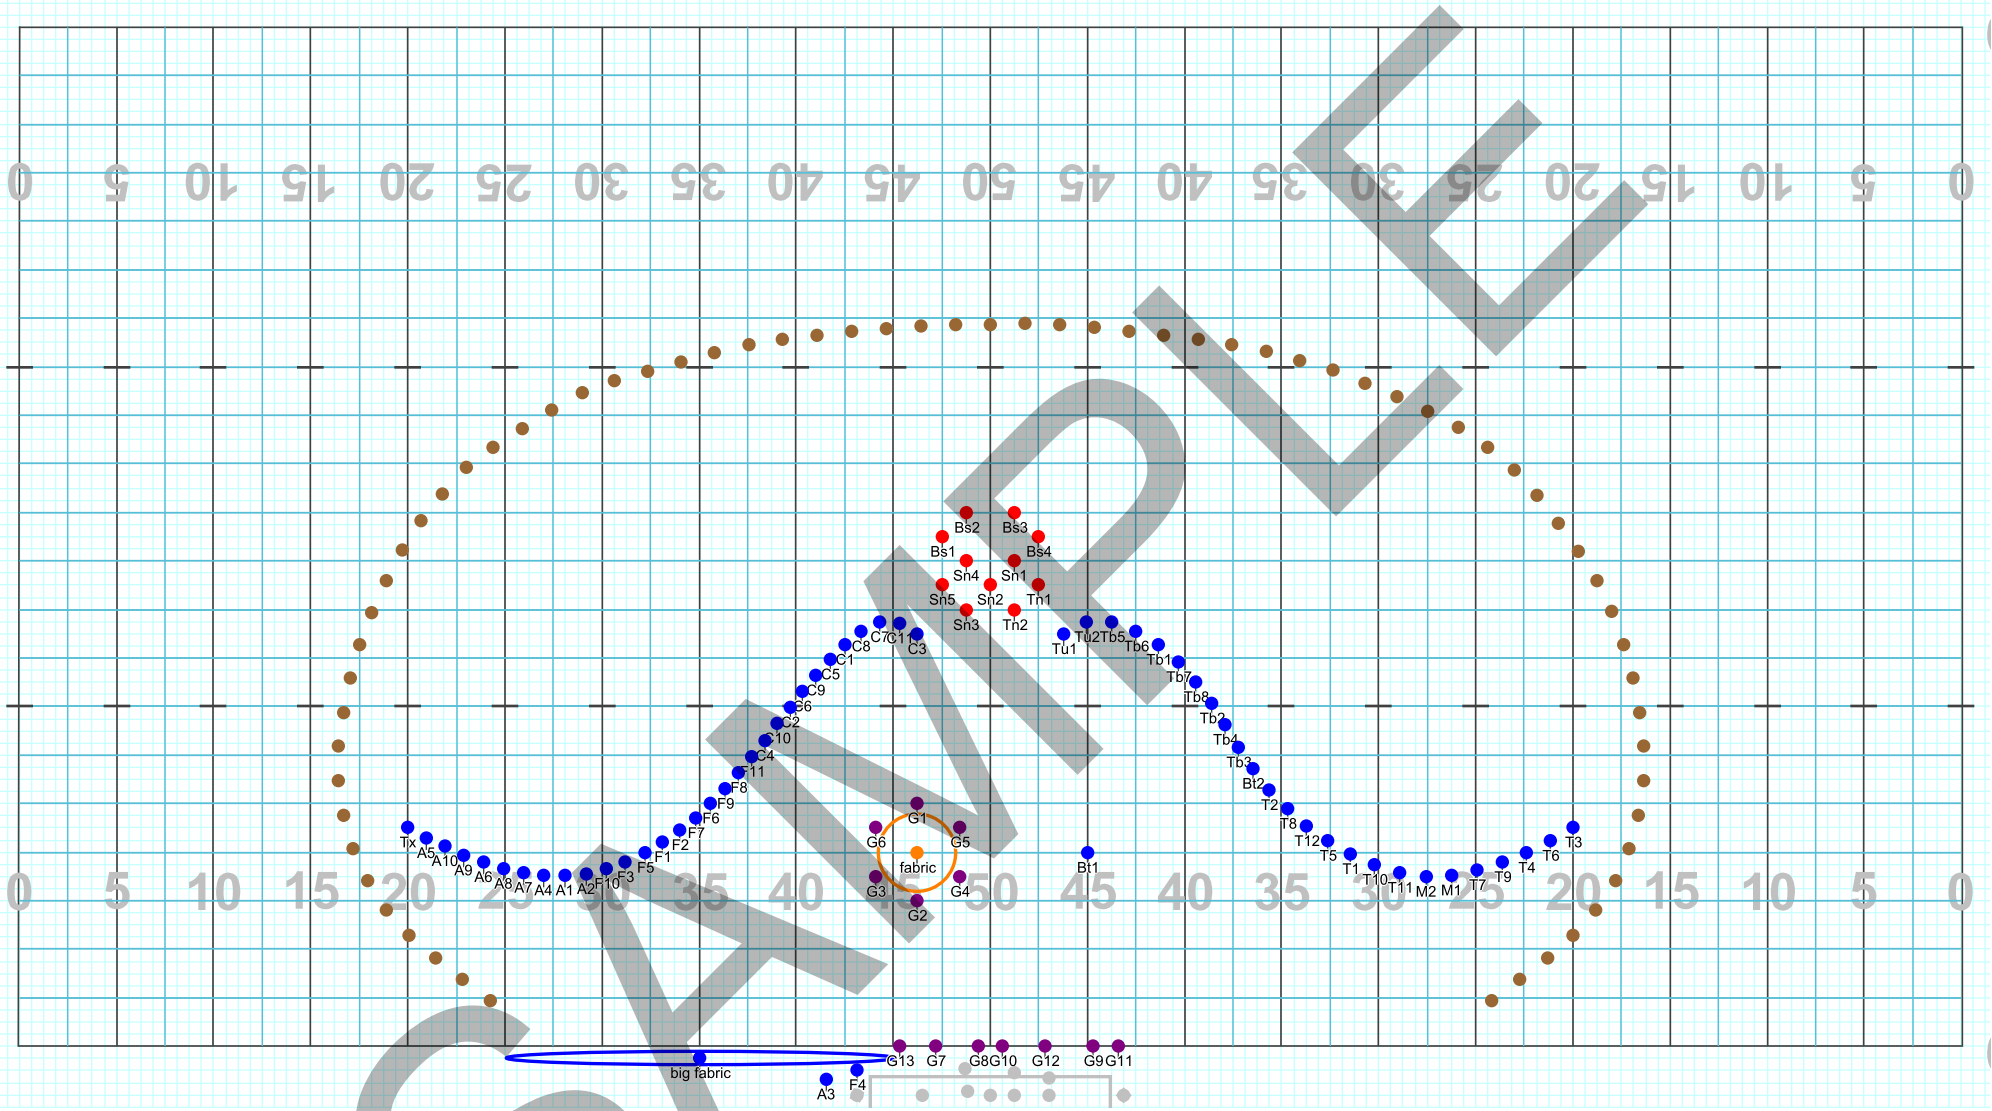 0 5 10 15 20 25 30 35 40 45 50 45 40 35 30 25 20 15 10 5 0
SAMPLE
Bs2 Bs3
Bs1 Bs4
Sn4 Sn1
Sn5 Sn2 Tn1
Sn3 Tn2
C8 C7 C11 C3 Tu1 Tu2 Tb5 Tb6
C1 Tb1
C5 Tb7
C9 Tb8
C6 Tb2
C2 Tb4
C10 Tb3
C4 Bt2
F11 T2
F8 T8
F9 G1 T12
F6 G6 G5 T5
Tx A5 A10 A9 A6 A8 A7 A4 A1 A2 F10 F3 F5 F1 F2 F7
fabric Bt1 T1 T10 T11 M2 M1 T7 T9 T4 T6 T3
G3 G4
0 5 10 15 20 25 30 35 40 45 50 45 40 35 30 25 20 15 10 5 0
G2
G13 G7 G8 G10 G12 G9 G11
big fabric
A3 F4